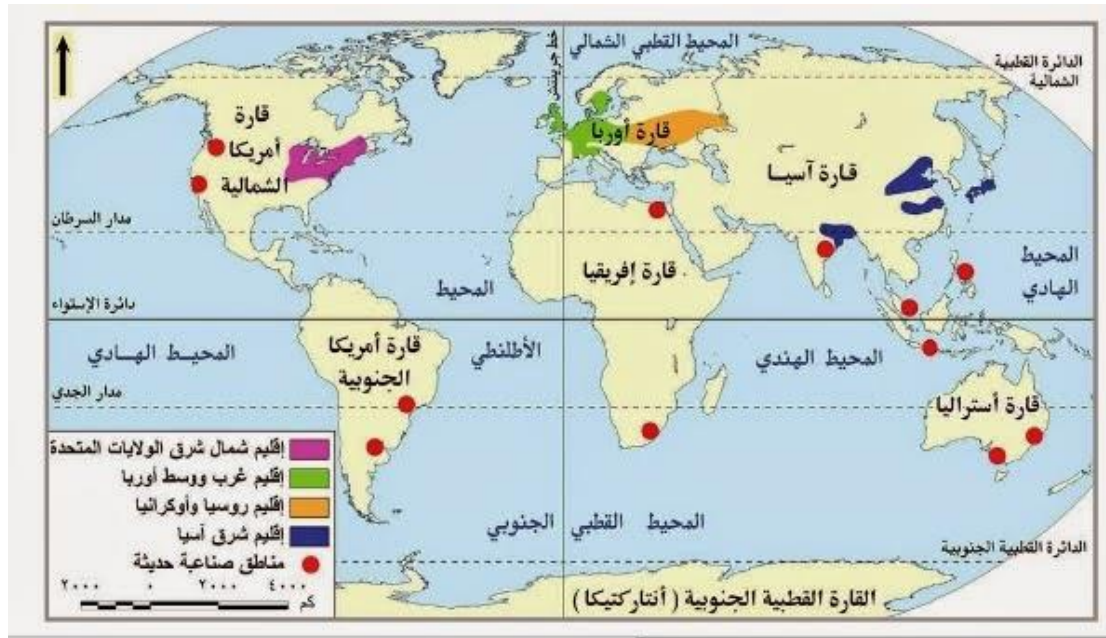 المحيط القطبي الشمالي
خط جرينتش
الدائرة القطبية
الشمالية
قارة
أمريكا
الشمالية
قارة أوربا
قارة آسيا
مدار السرطان
المحيط
الهادي
قارة إفريقيا
المحيط
الأطلنطي
دائرة الإستواء
قارة أمريكا
الجنوبية
المحيط الهادي
المحيط الهندي
مدار الجدي
قارة أستراليا
إقليم شمال شرق الولايات المتحدة
إقليم غرب ووسط أوربا
إقليم روسيا وأوكرانيا
إقليم شرق آسيا
مناطق صناعية حديثة
٢٠٠٠ ٠ ٢٠٠٠ ٤٠٠٠
كم
المحيط القطبي الجنوبي
الدائرة القطبية الجنوبية
القارة القطبية الجنوبية (أنتاركتيكا)